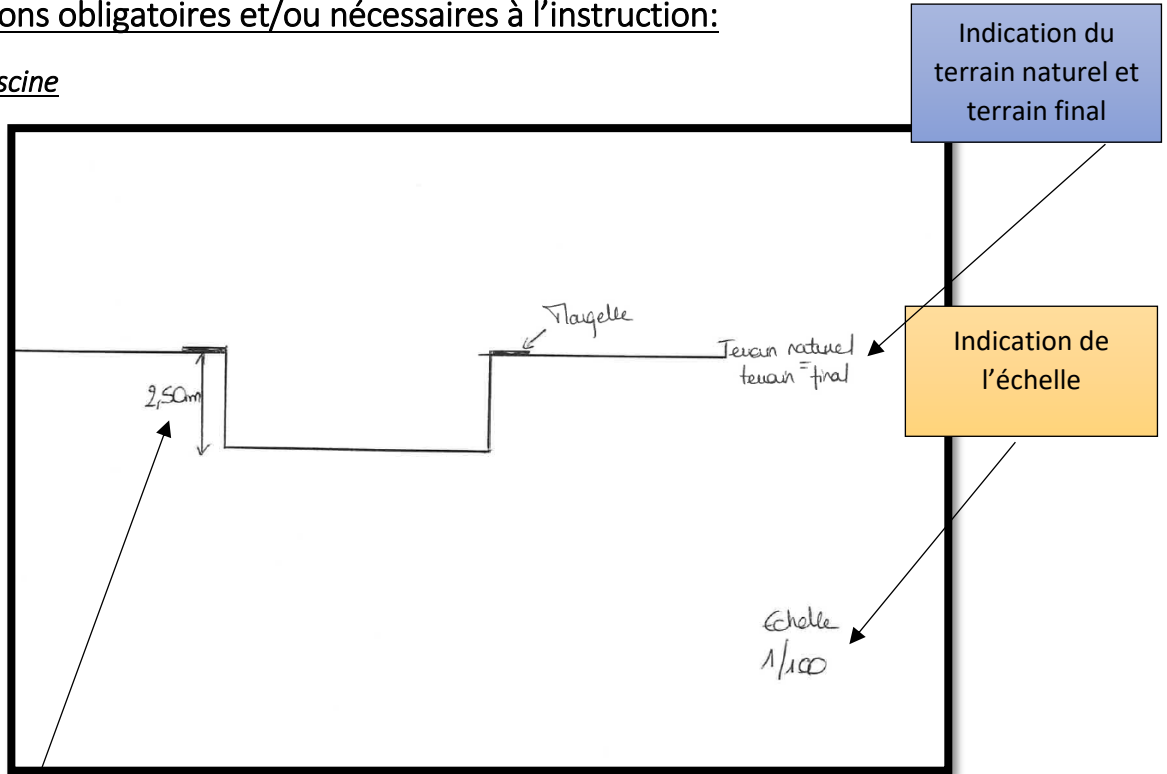 ons obligatoires et/ou nécessaires à l'instruction:
scine
Indication du
terrain naturel et
terrain final
Margelle
Terrain naturel
=
terrain final
2,50m
Indication de
l'échelle
Echelle
1/100